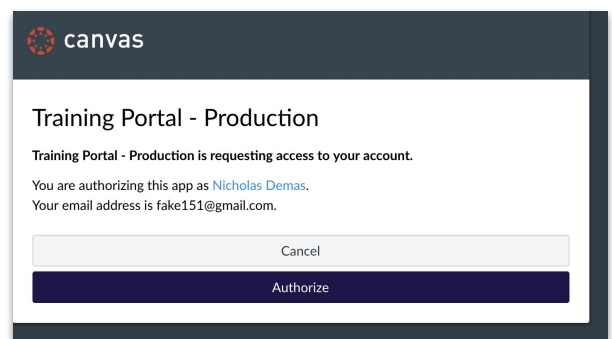 canvas
Training Portal - Production
Training Portal - Production is requesting access to your account.
You are authorizing this app as Nicholas Demas.
Your email address is fake151@gmail.com.
Cancel
Authorize